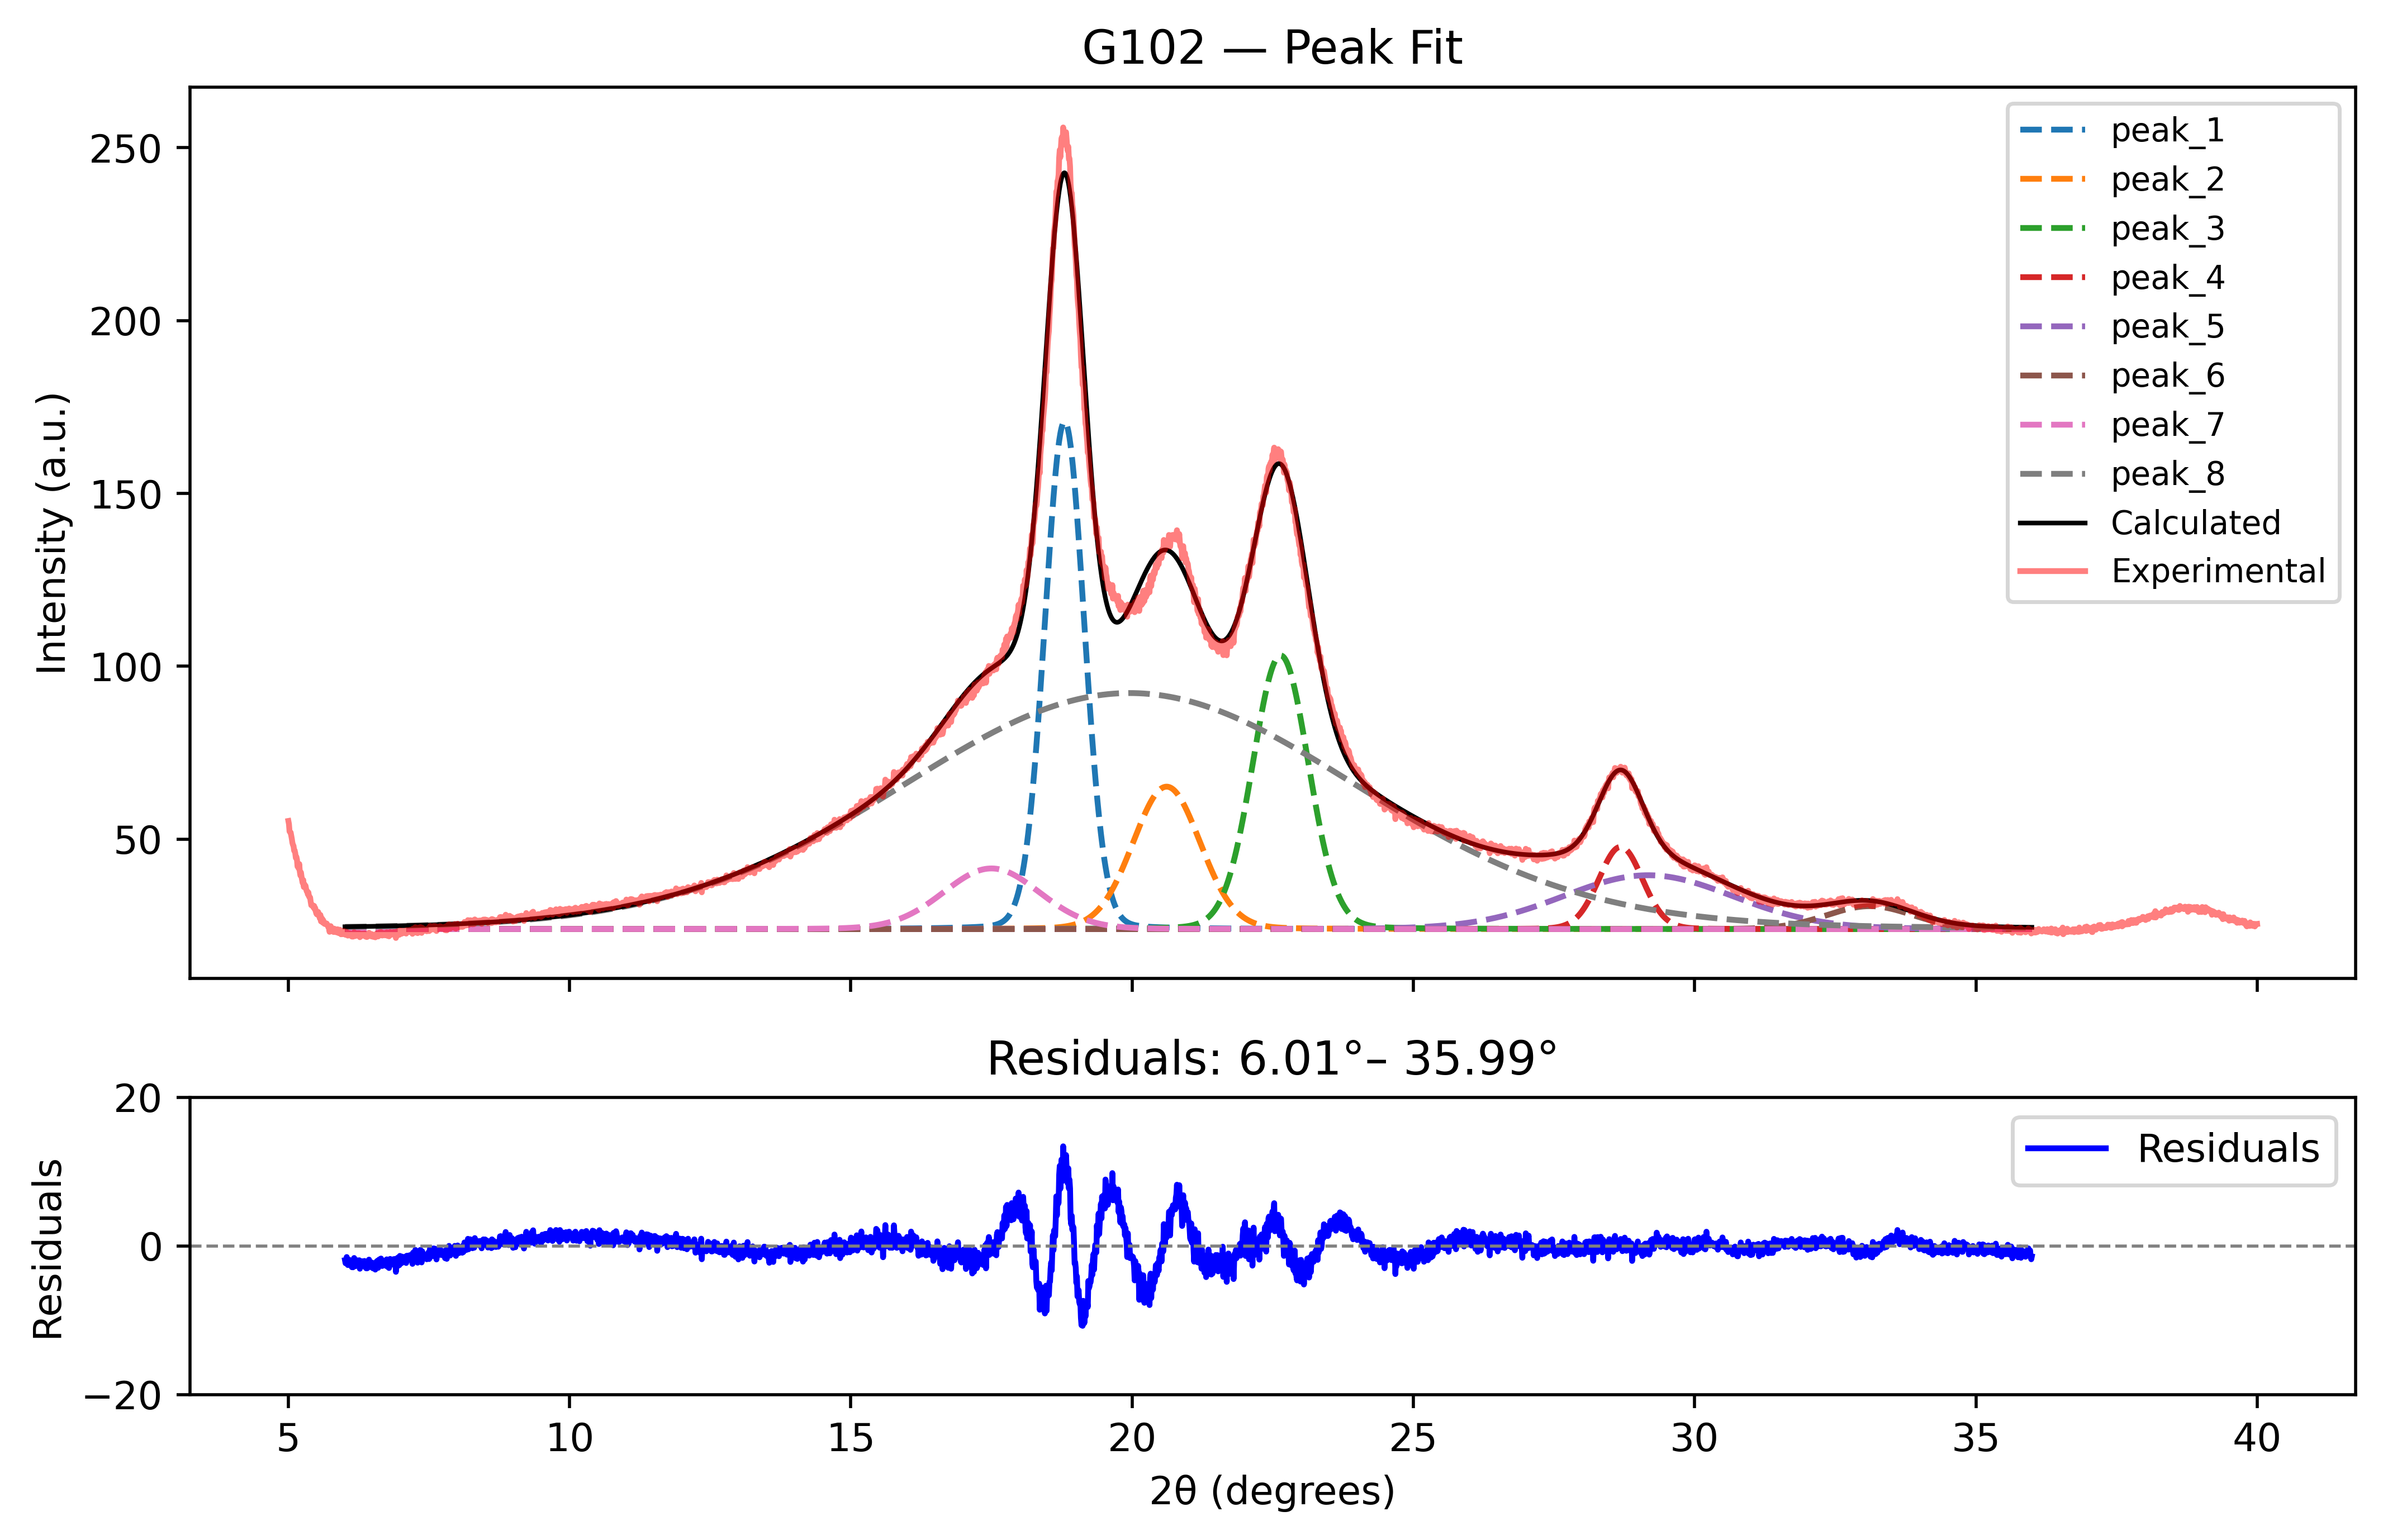 G102 — Peak Fit
250
200
150
100
50
Intensity (a.u.)
peak_1
peak_2
peak_3
peak_4
peak_5
peak_6
peak_7
peak_8
Calculated
Experimental
Residuals: 6.01°– 35.99°
20
0
−20
Residuals
Residuals
5 10 15 20 25 30 35 40
2θ (degrees)